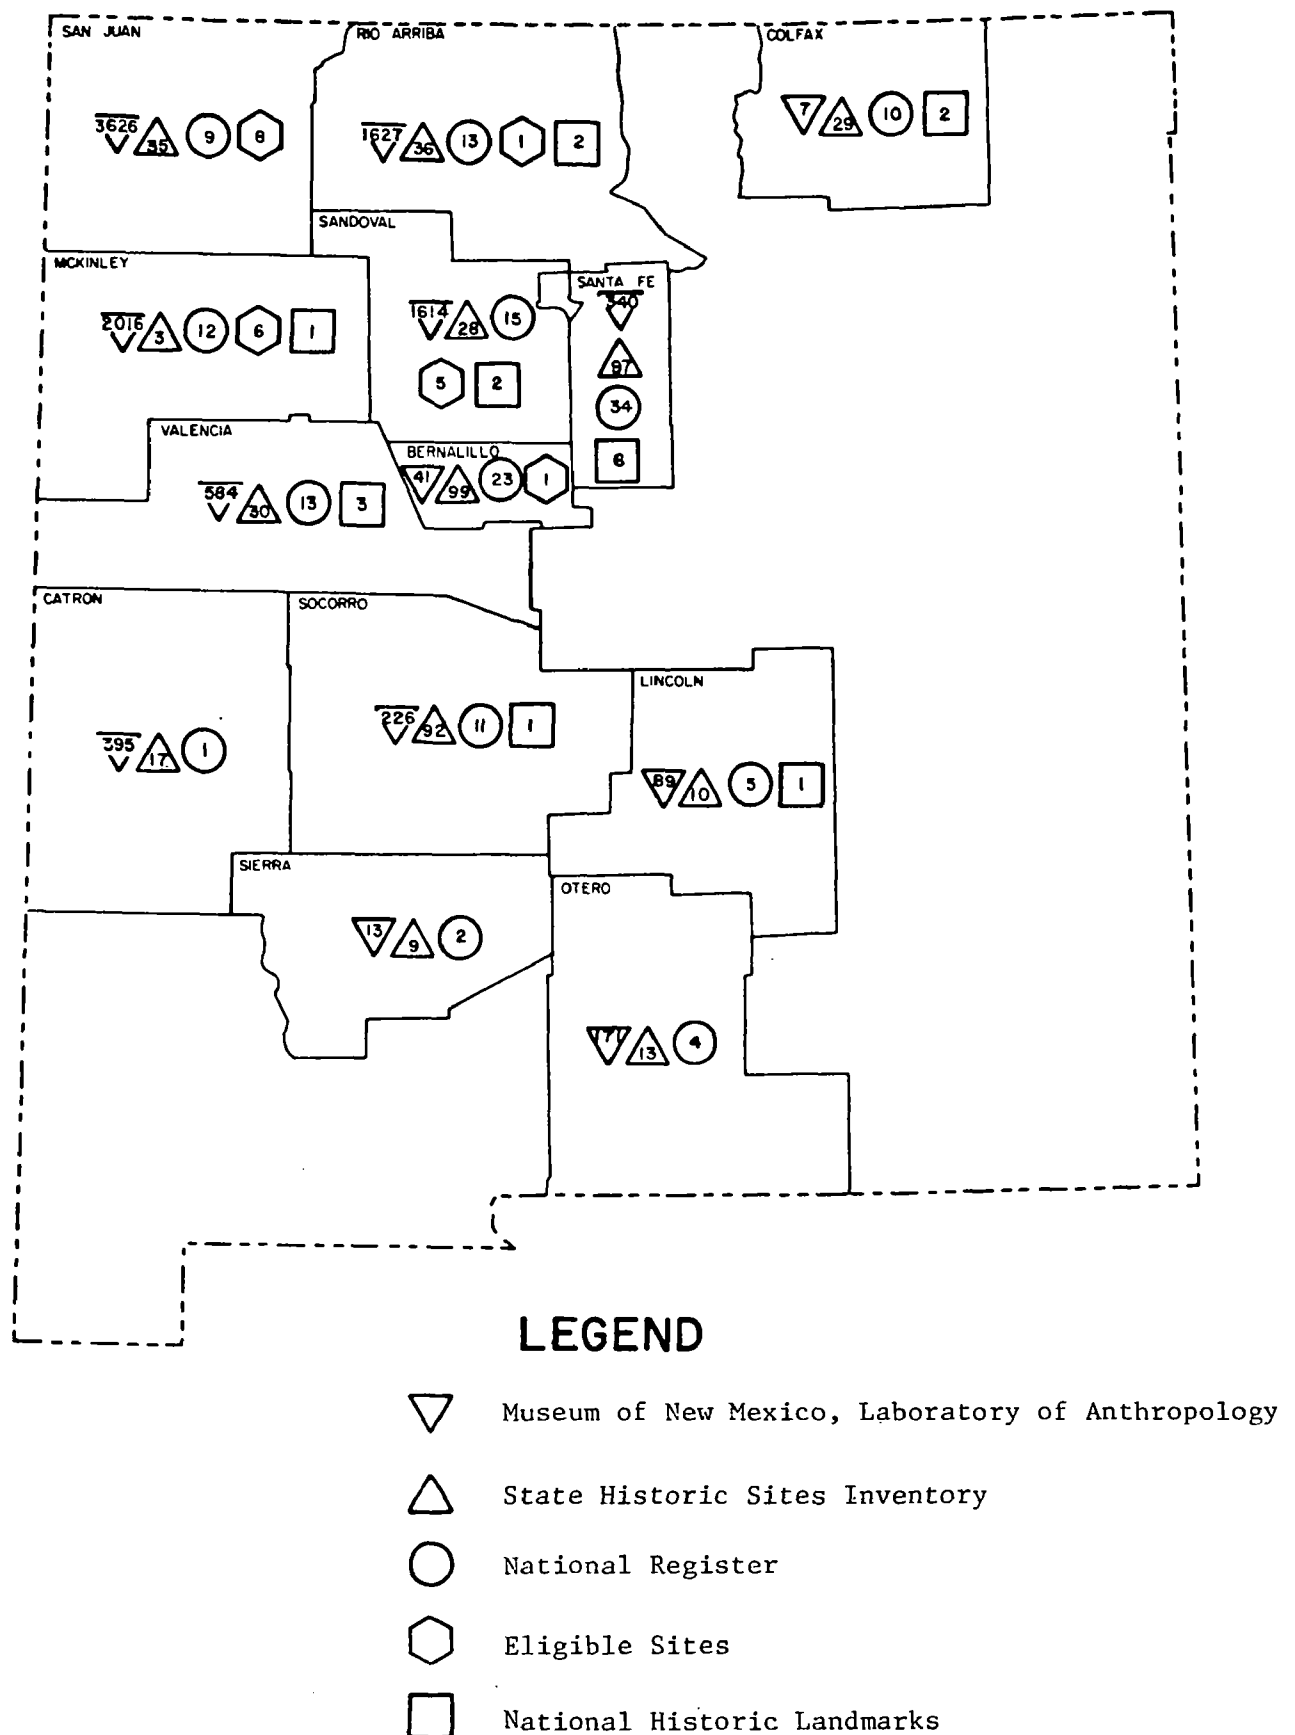 SAN JUAN
RIO ARRIBA
COLFAX
3626 35 9 8
1627 36 13 1 2
7 29 10 2
SANDOVAL
MCKINLEY
SANTA FE
2016 3 12 6 1
1614 28 15
5 2
340
97
34
6
VALENCIA
BERNALILLO
41 99 23 1
584 30 13 3
CATRON
SOCORRO
LINCOLN
226 92 11 1
395 17 1
89 10 5 1
SIERRA
OTERO
13 9 2
13 4
LEGEND
Museum of New Mexico, Laboratory of Anthropology
State Historic Sites Inventory
National Register
Eligible Sites
National Historic Landmarks